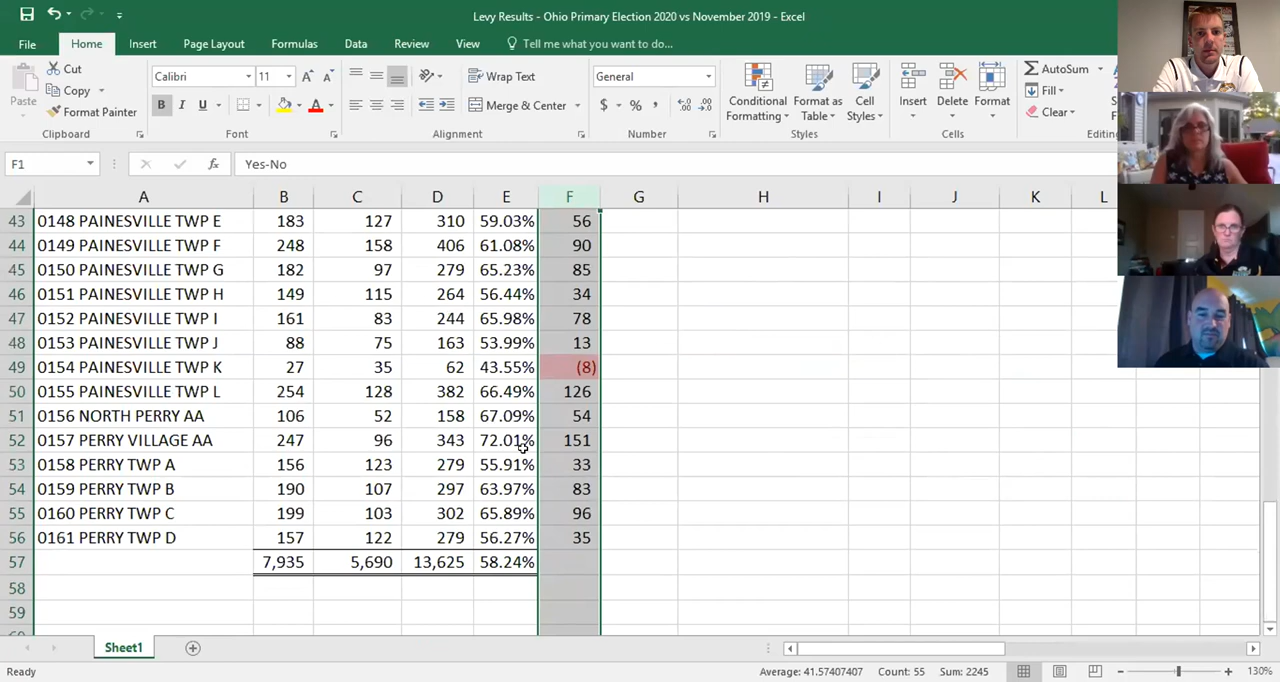 Levy Results - Ohio Primary Election 2020 vs November 2019 - Excel
File Home Insert Page Layout Formulas Data Review View Tell me what you want to do...
Paste Cut Copy Format Painter
Calibri 11 B I U A A A
Wrap Text Merge & Center
General $ % ,
Conditional Formatting Format as Table Cell Styles
Insert Delete Format
AutoSum Fill Clear
Clipboard Font Alignment Number Styles Cells Editing
F1 fx Yes-No
A B C D E F G H I J K L
43 0148 PAINESVILLE TWP E 183 127 310 59.03% 56
44 0149 PAINESVILLE TWP F 248 158 406 61.08% 90
45 0150 PAINESVILLE TWP G 182 97 279 65.23% 85
46 0151 PAINESVILLE TWP H 149 115 264 56.44% 34
47 0152 PAINESVILLE TWP I 161 83 244 65.98% 78
48 0153 PAINESVILLE TWP J 88 75 163 53.99% 13
49 0154 PAINESVILLE TWP K 27 35 62 43.55% (8)
50 0155 PAINESVILLE TWP L 254 128 382 66.49% 126
51 0156 NORTH PERRY AA 106 52 158 67.09% 54
52 0157 PERRY VILLAGE AA 247 96 343 72.01% 151
53 0158 PERRY TWP A 156 123 279 55.91% 33
54 0159 PERRY TWP B 190 107 297 63.97% 83
55 0160 PERRY TWP C 199 103 302 65.89% 96
56 0161 PERRY TWP D 157 122 279 56.27% 35
57 7,935 5,690 13,625 58.24%
58
59
Sheet1
Ready Average: 41.57407407 Count: 55 Sum: 2245 130%